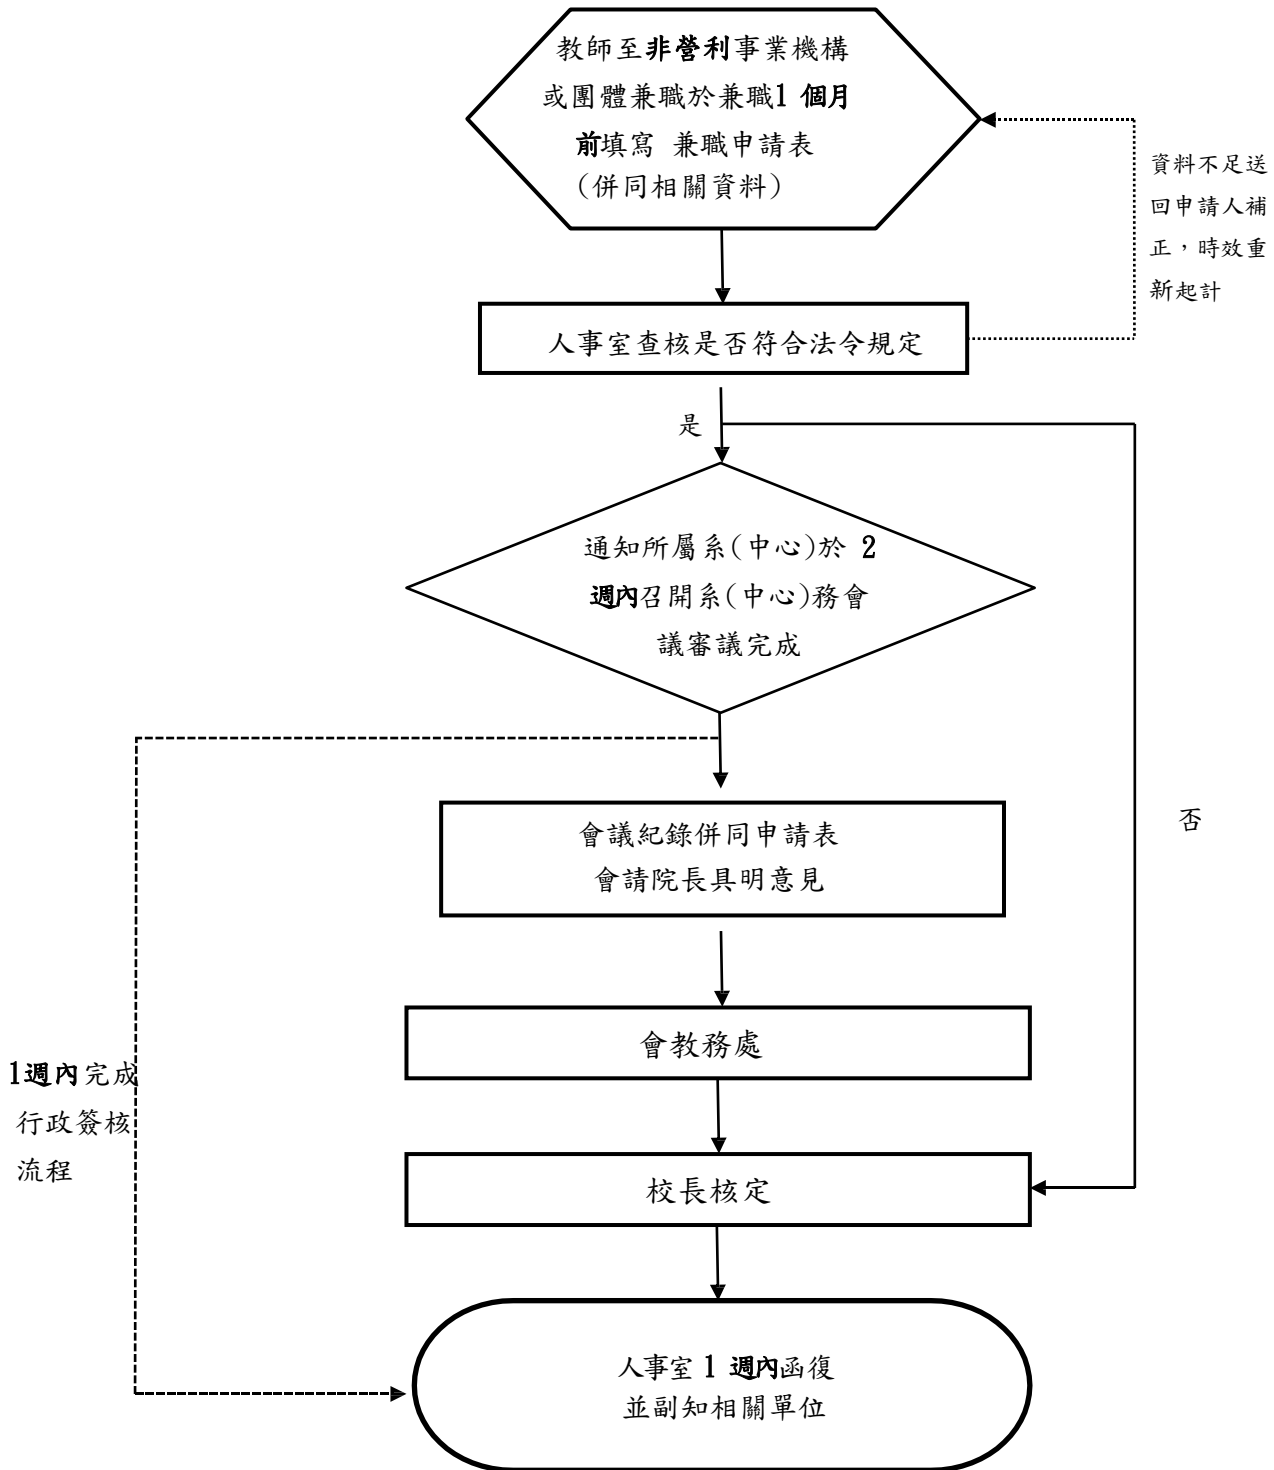 教師至非營利事業機構
或團體兼職於兼職1 個月
前填寫 兼職申請表
(併同相關資料)
資料不足送
回申請人補
正，時效重
新起計
人事室查核是否符合法令規定
是
通知所屬系(中心)於 2
週內召開系(中心)務會
議審議完成
會議紀錄併同申請表
會請院長具明意見
否
會教務處
1週內完成
行政簽核
流程
校長核定
人事室 1 週內函復
並副知相關單位